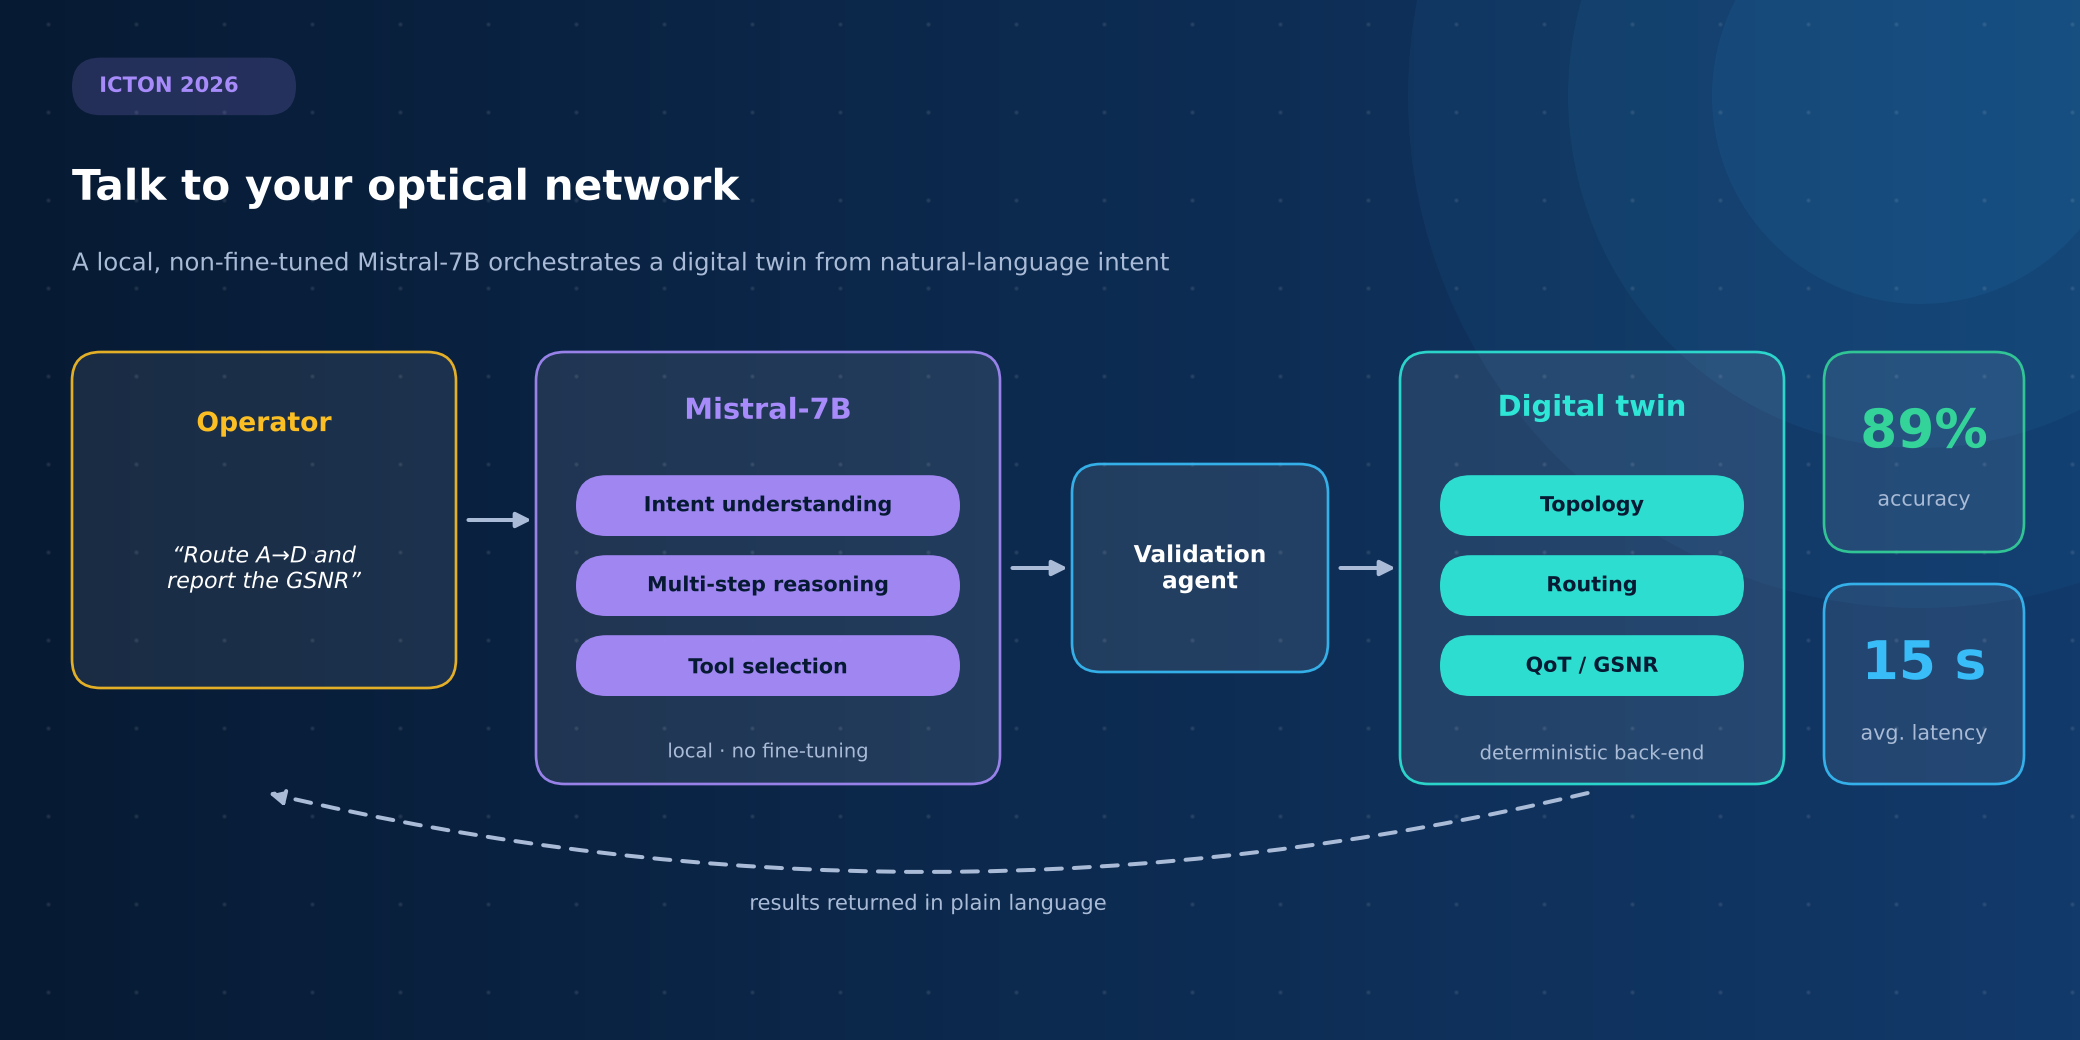 ICTON 2026
Talk to your optical network
A local, non-fine-tuned Mistral-7B orchestrates a digital twin from natural-language intent
Operator
“Route A→D and
report the GSNR”
Mistral-7B
Intent understanding
Multi-step reasoning
Tool selection
local · no fine-tuning
Validation
agent
Digital twin
Topology
Routing
QoT / GSNR
deterministic back-end
89%
accuracy
15 s
avg. latency
results returned in plain language